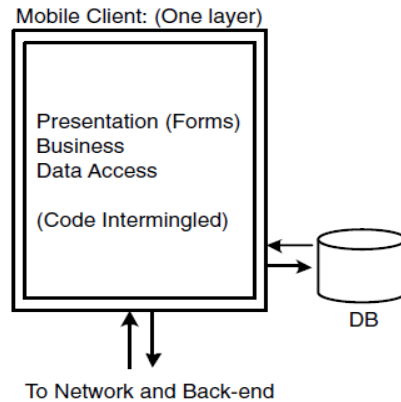 Mobile Client: (One layer)
Presentation (Forms)
Business
Data Access
(Code Intermingled)
DB
To Network and Back-end